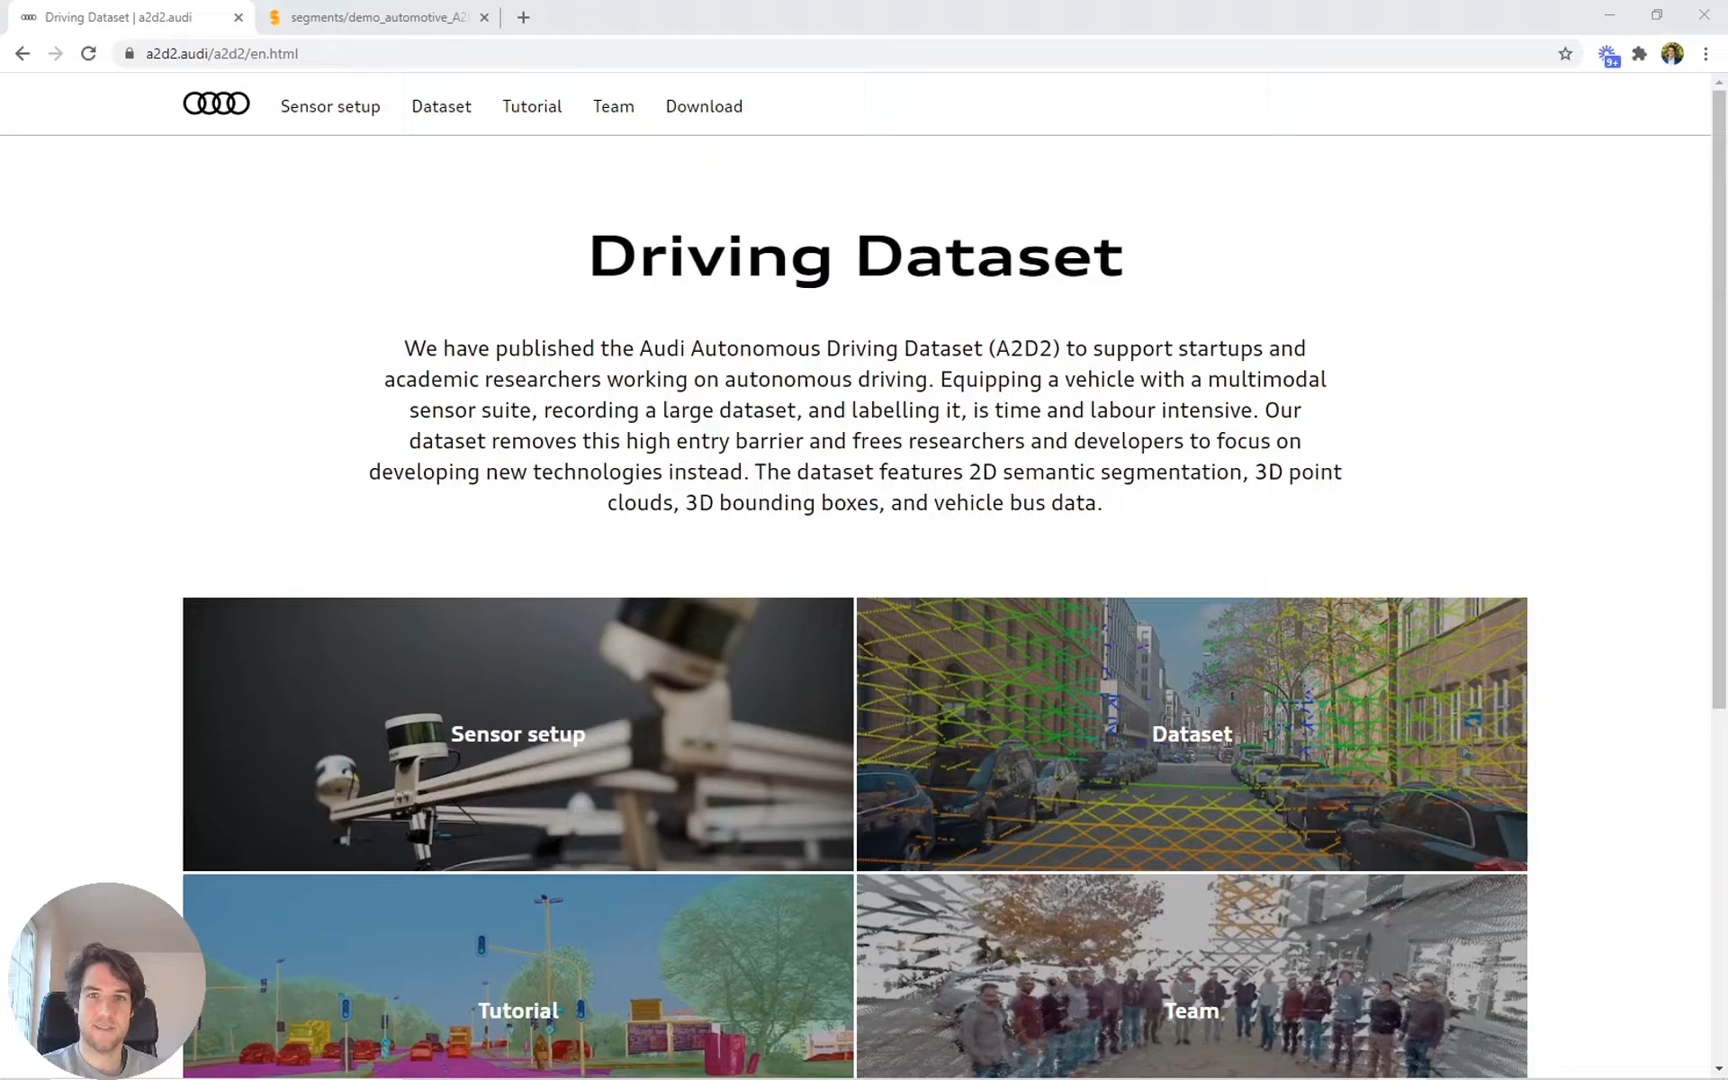 Driving Dataset | a2d2.audi
segments/demo_automotive_A2
a2d2.audi/a2d2/en.html
9+
Sensor setup
Dataset
Tutorial
Team
Download
Driving Dataset
We have published the Audi Autonomous Driving Dataset (A2D2) to support startups and
academic researchers working on autonomous driving. Equipping a vehicle with a multimodal
sensor suite, recording a large dataset, and labelling it, is time and labour intensive. Our
dataset removes this high entry barrier and frees researchers and developers to focus on
developing new technologies instead. The dataset features 2D semantic segmentation, 3D point
clouds, 3D bounding boxes, and vehicle bus data.
Sensor setup
Dataset
Tutorial
Team